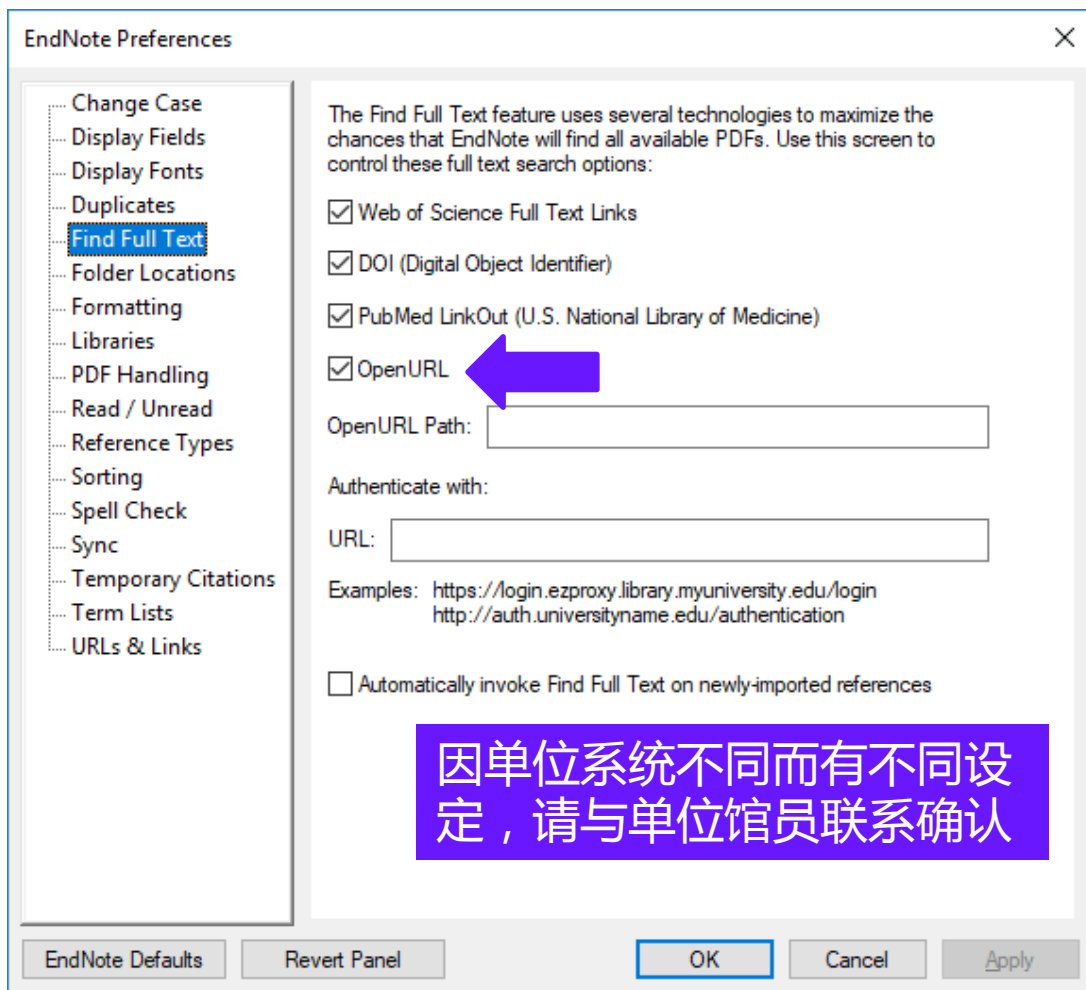 EndNote Preferences
Change Case
Display Fields
Display Fonts
Duplicates
Find Full Text
Folder Locations
Formatting
Libraries
PDF Handling
Read / Unread
Reference Types
Sorting
Spell Check
Sync
Temporary Citations
Term Lists
URLs & Links
The Find Full Text feature uses several technologies to maximize the
chances that EndNote will find all available PDFs. Use this screen to
control these full text search options:
Web of Science Full Text Links
DOI (Digital Object Identifier)
PubMed LinkOut (U.S. National Library of Medicine)
OpenURL
OpenURL Path:
Authenticate with:
URL:
Examples: https://login.ezproxy.library.myuniversity.edu/login
http://auth.universityname.edu/authentication
Automatically invoke Find Full Text on newly-imported references
因单位系统不同而有不同设
定，请与单位馆员联系确认
EndNote Defaults
Revert Panel
OK
Cancel
Apply